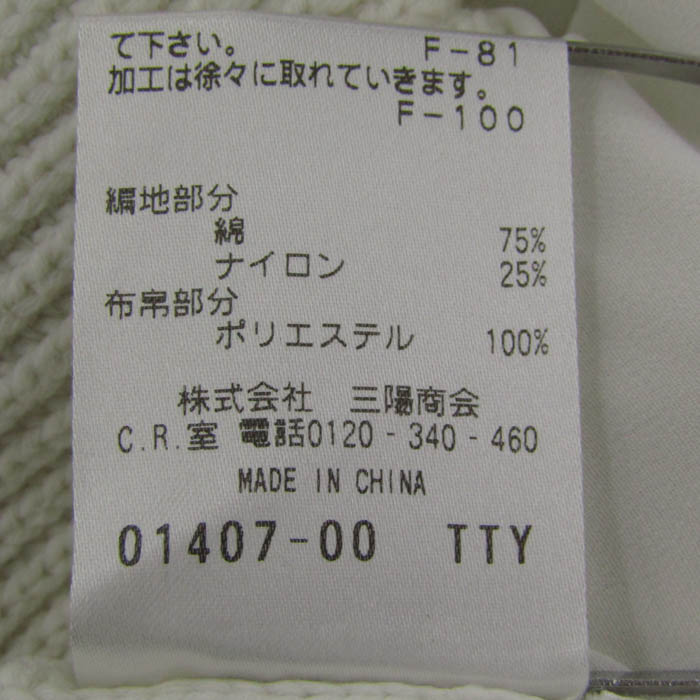 て下さい。 F-81
加工は徐々に取れていきます。
F-100
編地部分
綿 75%
ナイロン 25%
布帛部分
ポリエステル 100%
株式会社 三陽商会
C.R.室 電話0120-340-460
MADE IN CHINA
01407-00 TTY